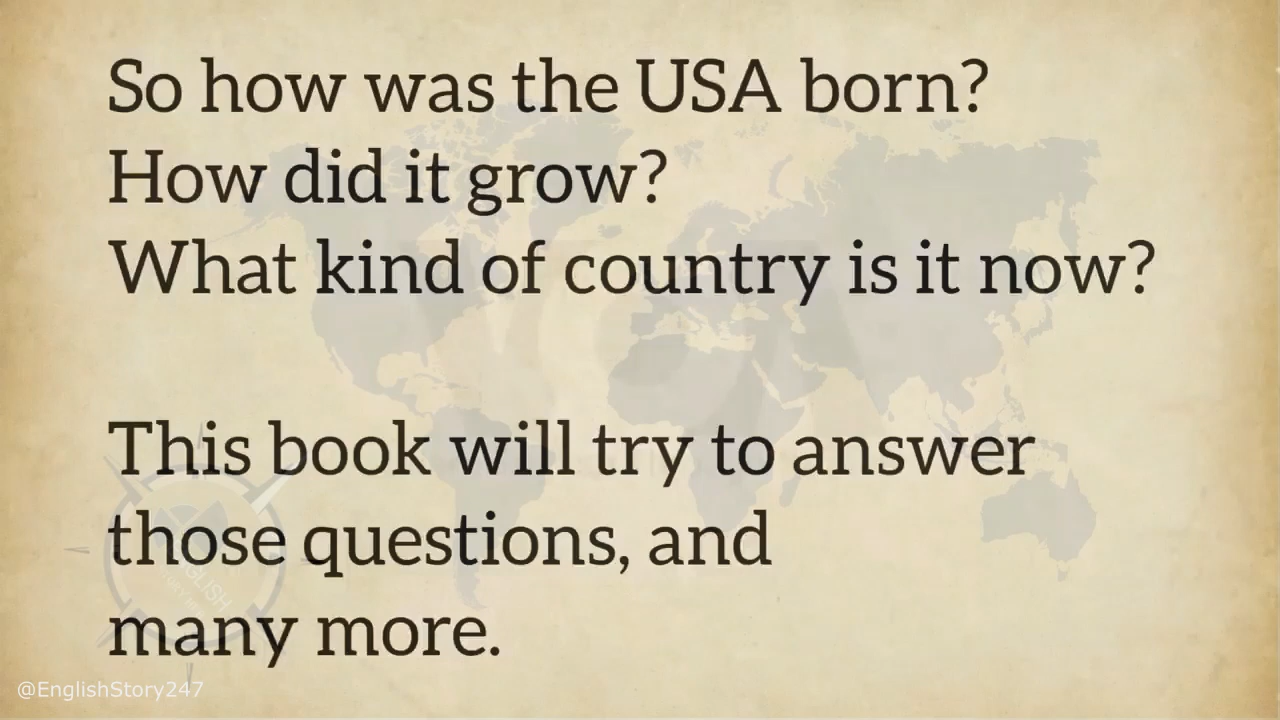 So how was the USA born?
How did it grow?
What kind of country is it now?
This book will try to answer
those questions, and
many more.
@EnglishStory247